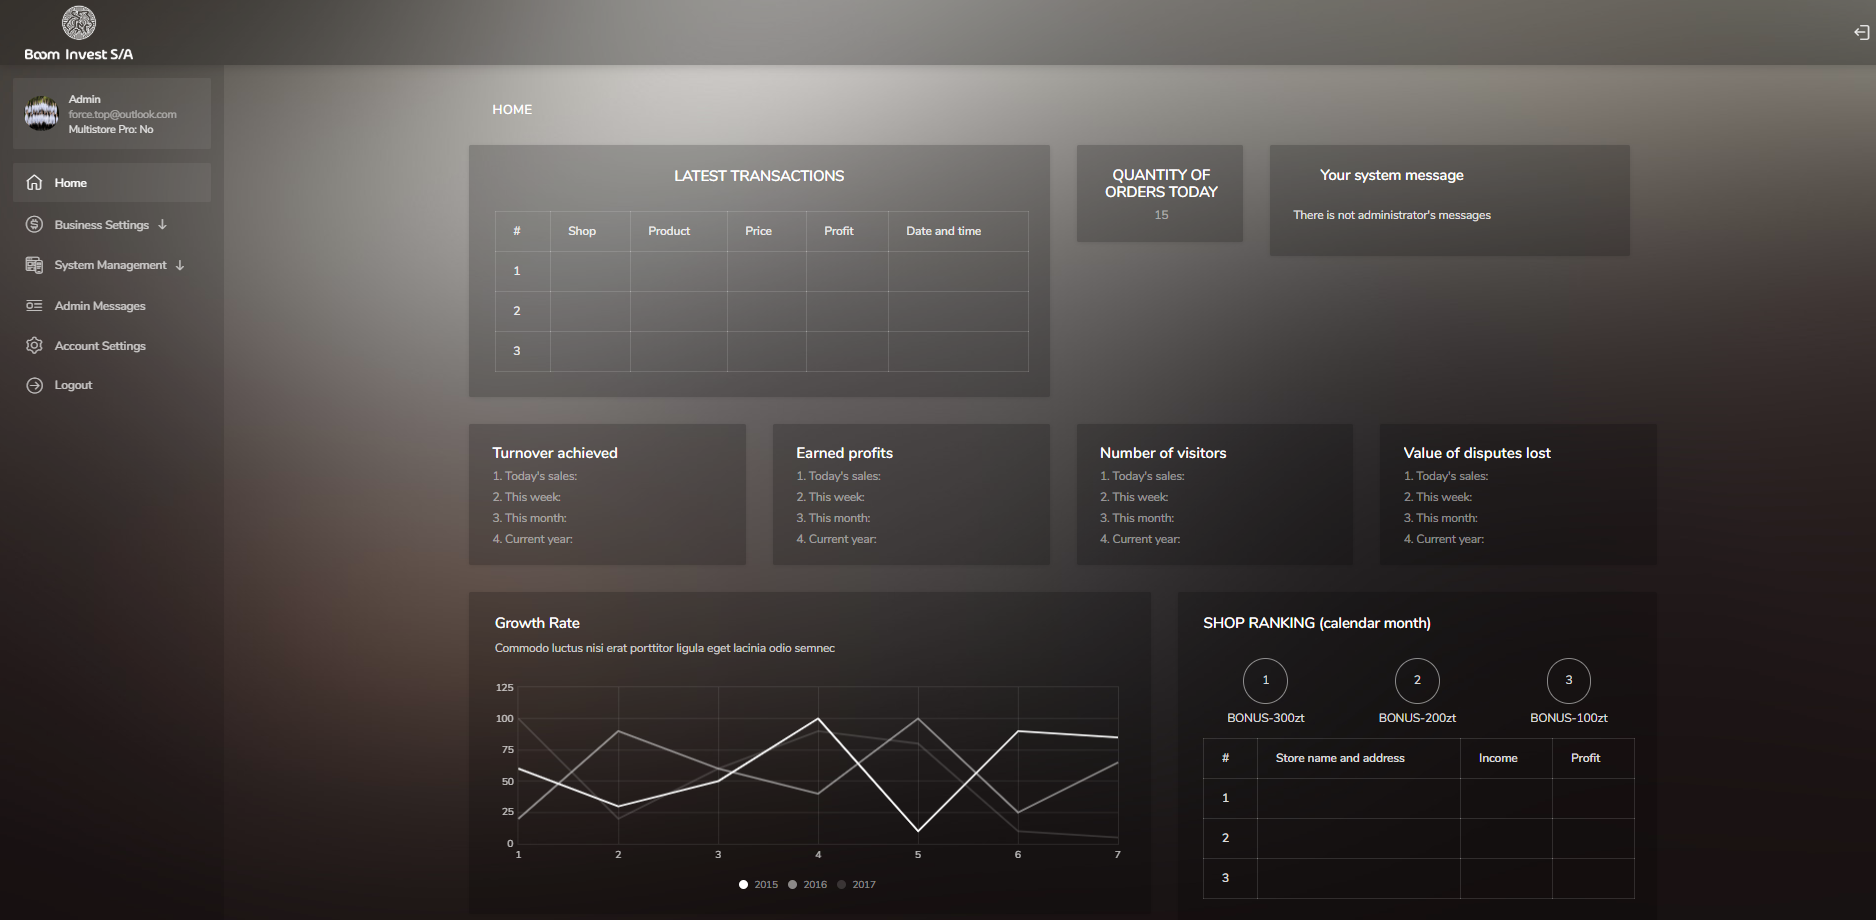 Boom Invest S/A
Admin
force.top@outlook.com
Multistore Pro: No
Home
Business Settings
System Management
Admin Messages
Account Settings
Logout
HOME
LATEST TRANSACTIONS
# Shop Product Price Profit Date and time
1
2
3
QUANTITY OF
ORDERS TODAY
15
Your system message
There is not administrator's messages
Turnover achieved
1. Today's sales:
2. This week:
3. This month:
4. Current year:
Earned profits
1. Today's sales:
2. This week:
3. This month:
4. Current year:
Number of visitors
1. Today's sales:
2. This week:
3. This month:
4. Current year:
Value of disputes lost
1. Today's sales:
2. This week:
3. This month:
4. Current year:
Growth Rate
Commodo luctus nisi erat porttitor ligula eget lacinia odio semnec
125
100
75
50
25
0
1 2 3 4 5 6 7
2015 2016 2017
SHOP RANKING (calendar month)
1 2 3
BONUS-300zt BONUS-200zt BONUS-100zt
# Store name and address Income Profit
1
2
3